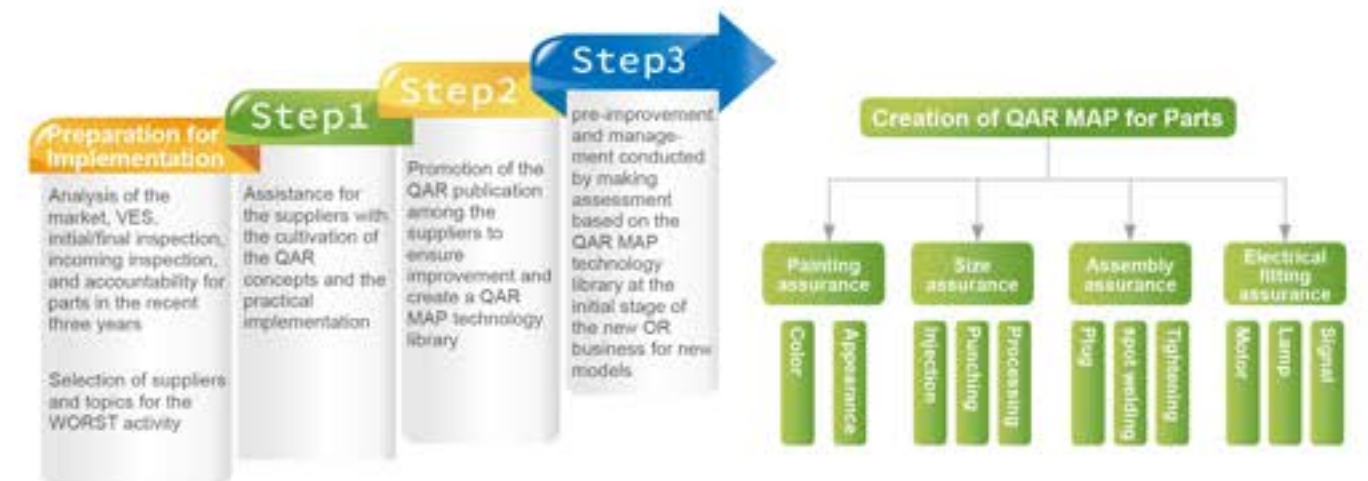 Preparation for
Implementation
Analysis of the
market, VES,
initial/final inspection,
incoming inspection,
and accountability for
parts in the recent
three years
Selection of suppliers
and topics for the
WORST activity
Step1
Assistance for
the suppliers with
the cultivation of
the QAR
concepts and the
practical
implementation
Step2
Promotion of the
QAR publication
among the
suppliers to
ensure
improvement and
create a QAR
MAP technology
library
Step3
pre-improvement
and manage-
ment conducted
by making
assessment
based on the
QAR MAP
technology
library at the
initial stage of
the new OR
business for new
models
Creation of QAR MAP for Parts
Painting
assurance
Color
Appearance
Size
assurance
Injection
Punching
Processing
Assembly
assurance
Plug
spot welding
Tightening
Electrical
fitting
assurance
Motor
Lamp
Signal